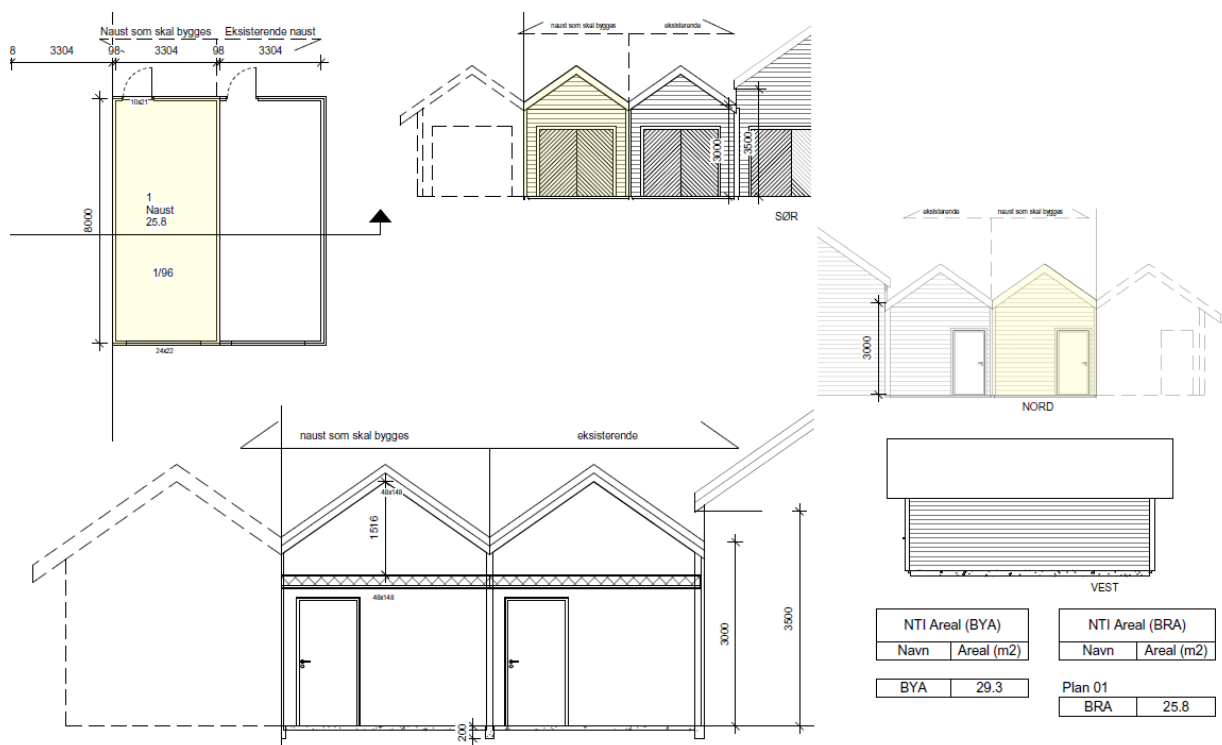 Naust som skal bygges Eksisterende naust
8 3304 98 3304 98 3304
10x21
8000
1
Naust
25.8
1/96
24x22
naust som skal bygges eksisterende
3000
3500
SØR
eksisterende naust som skal bygges
3000
NORD
naust som skal bygges eksisterende
48x148
1516
48x148
3000
3500
200
VEST
NTI Areal (BYA)
Navn Areal (m2)
BYA 29.3
NTI Areal (BRA)
Navn Areal (m2)
Plan 01
BRA 25.8